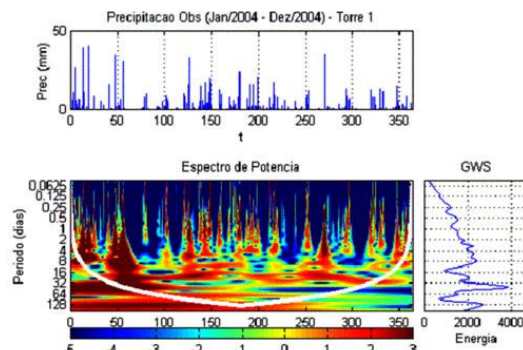 Precipitacao Obs (Jan/2004 - Dez/2004) - Torre 1
50
Prec (mm)
0
0 50 100 150 200 250 300 350
t
Espectro de Potencia
GWS
Periodo (dias)
0.0625
0.125
0.25
0.5
1
2
4
8
16
32
64
128
0 50 100 150 200 250 300 350
0 2000 4000
Energia
5 4 3 2 1 0 1 2 3